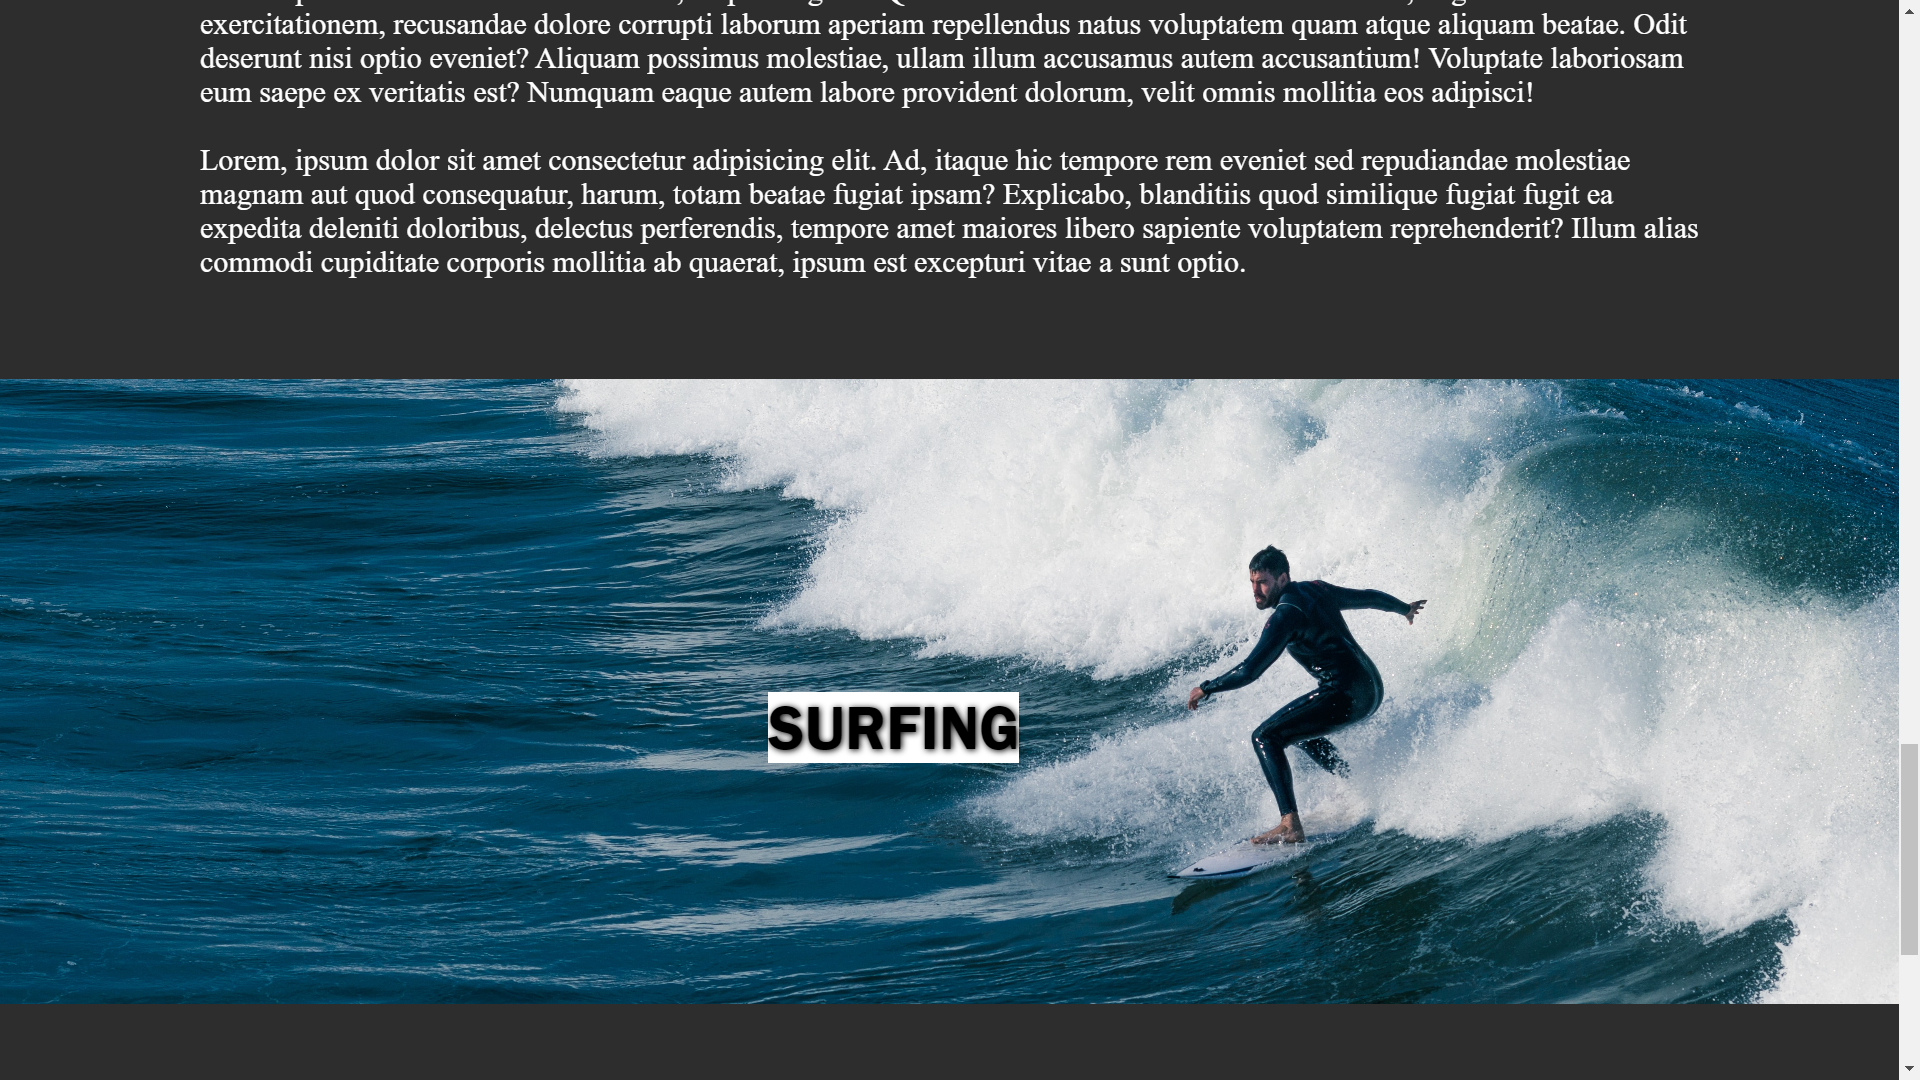 exercitationem, recusandae dolore corrupti laborum aperiam repellendus natus voluptatem quam atque aliquam beatae. Odit
deserunt nisi optio eveniet? Aliquam possimus molestiae, ullam illum accusamus autem accusantium! Voluptate laboriosam
eum saepe ex veritatis est? Numquam eaque autem labore provident dolorum, velit omnis mollitia eos adipisci!
Lorem, ipsum dolor sit amet consectetur adipisicing elit. Ad, itaque hic tempore rem eveniet sed repudiandae molestiae
magnam aut quod consequatur, harum, totam beatae fugiat ipsam? Explicabo, blanditiis quod similique fugiat fugit ea
expedita deleniti doloribus, delectus perferendis, tempore amet maiores libero sapiente voluptatem reprehenderit? Illum alias
commodi cupiditate corporis mollitia ab quaerat, ipsum est excepturi vitae a sunt optio.
SURFING